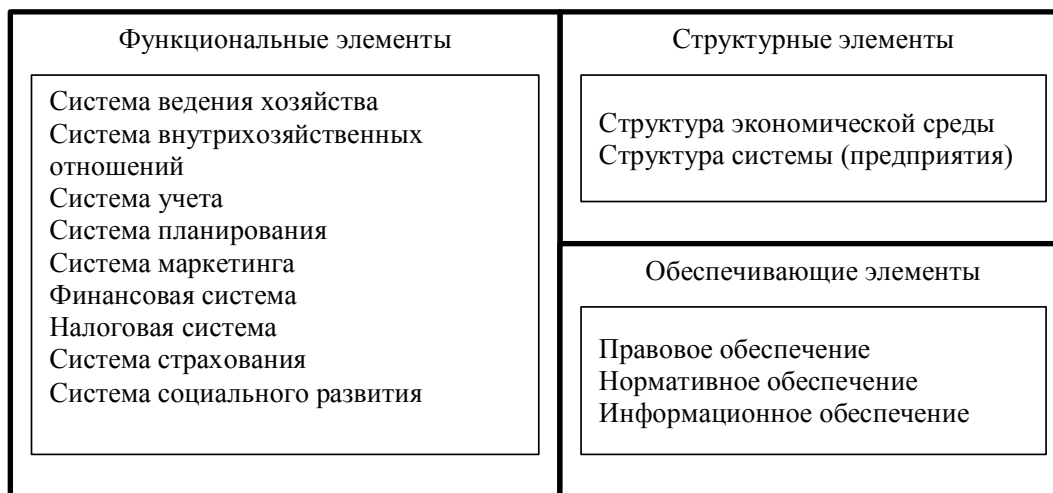 Функциональные элементы
Система ведения хозяйства
Система внутрихозяйственных
отношений
Система учета
Система планирования
Система маркетинга
Финансовая система
Налоговая система
Система страхования
Система социального развития
Структурные элементы
Структура экономической среды
Структура системы (предприятия)
Обеспечивающие элементы
Правовое обеспечение
Нормативное обеспечение
Информационное обеспечение